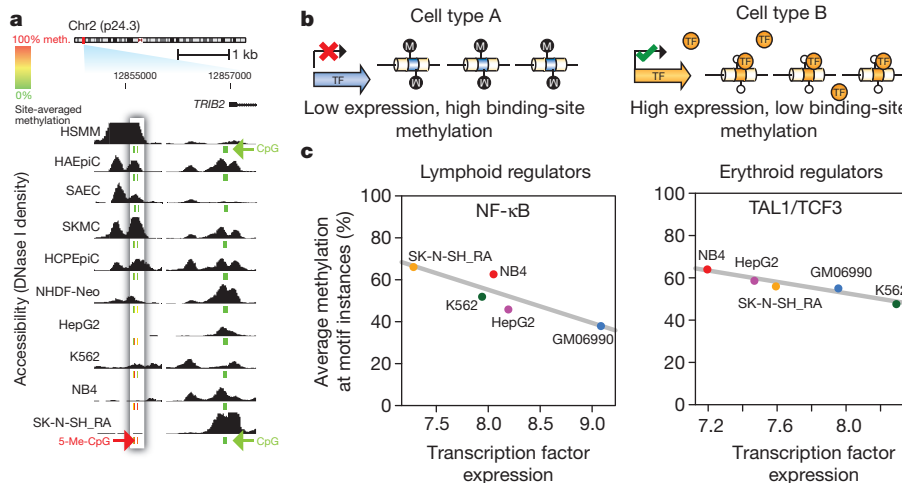 a
Chr2 (p24.3)
100% meth.
1 kb
0%
12855000 12857000
Site-averaged
methylation
TRIB2
Accessibility (DNase I density)
HSMM
CpG
HAEpiC
SAEC
SKMC
HCPEpiC
NHDF-Neo
HepG2
K562
NB4
SK-N-SH_RA
5-Me-CpG
CpG
b
Cell type A
M M M
TF
M M M
Low expression, high binding-site
methylation
Cell type B
TF
TF TF TF
TF
TF
High expression, low binding-site
methylation
c
Lymphoid regulators
Average methylation
at motif instances (%)
NF-κB
100
80
60
40
20
0
SK-N-SH_RA
NB4
K562
HepG2
GM06990
7.5 8.0 8.5 9.0
Transcription factor
expression
Erythroid regulators
TAL1/TCF3
100
80
60
40
20
0
NB4
HepG2
GM06990
SK-N-SH_RA
K562
7.2 7.6 8.0 8.
Transcription factor
expression